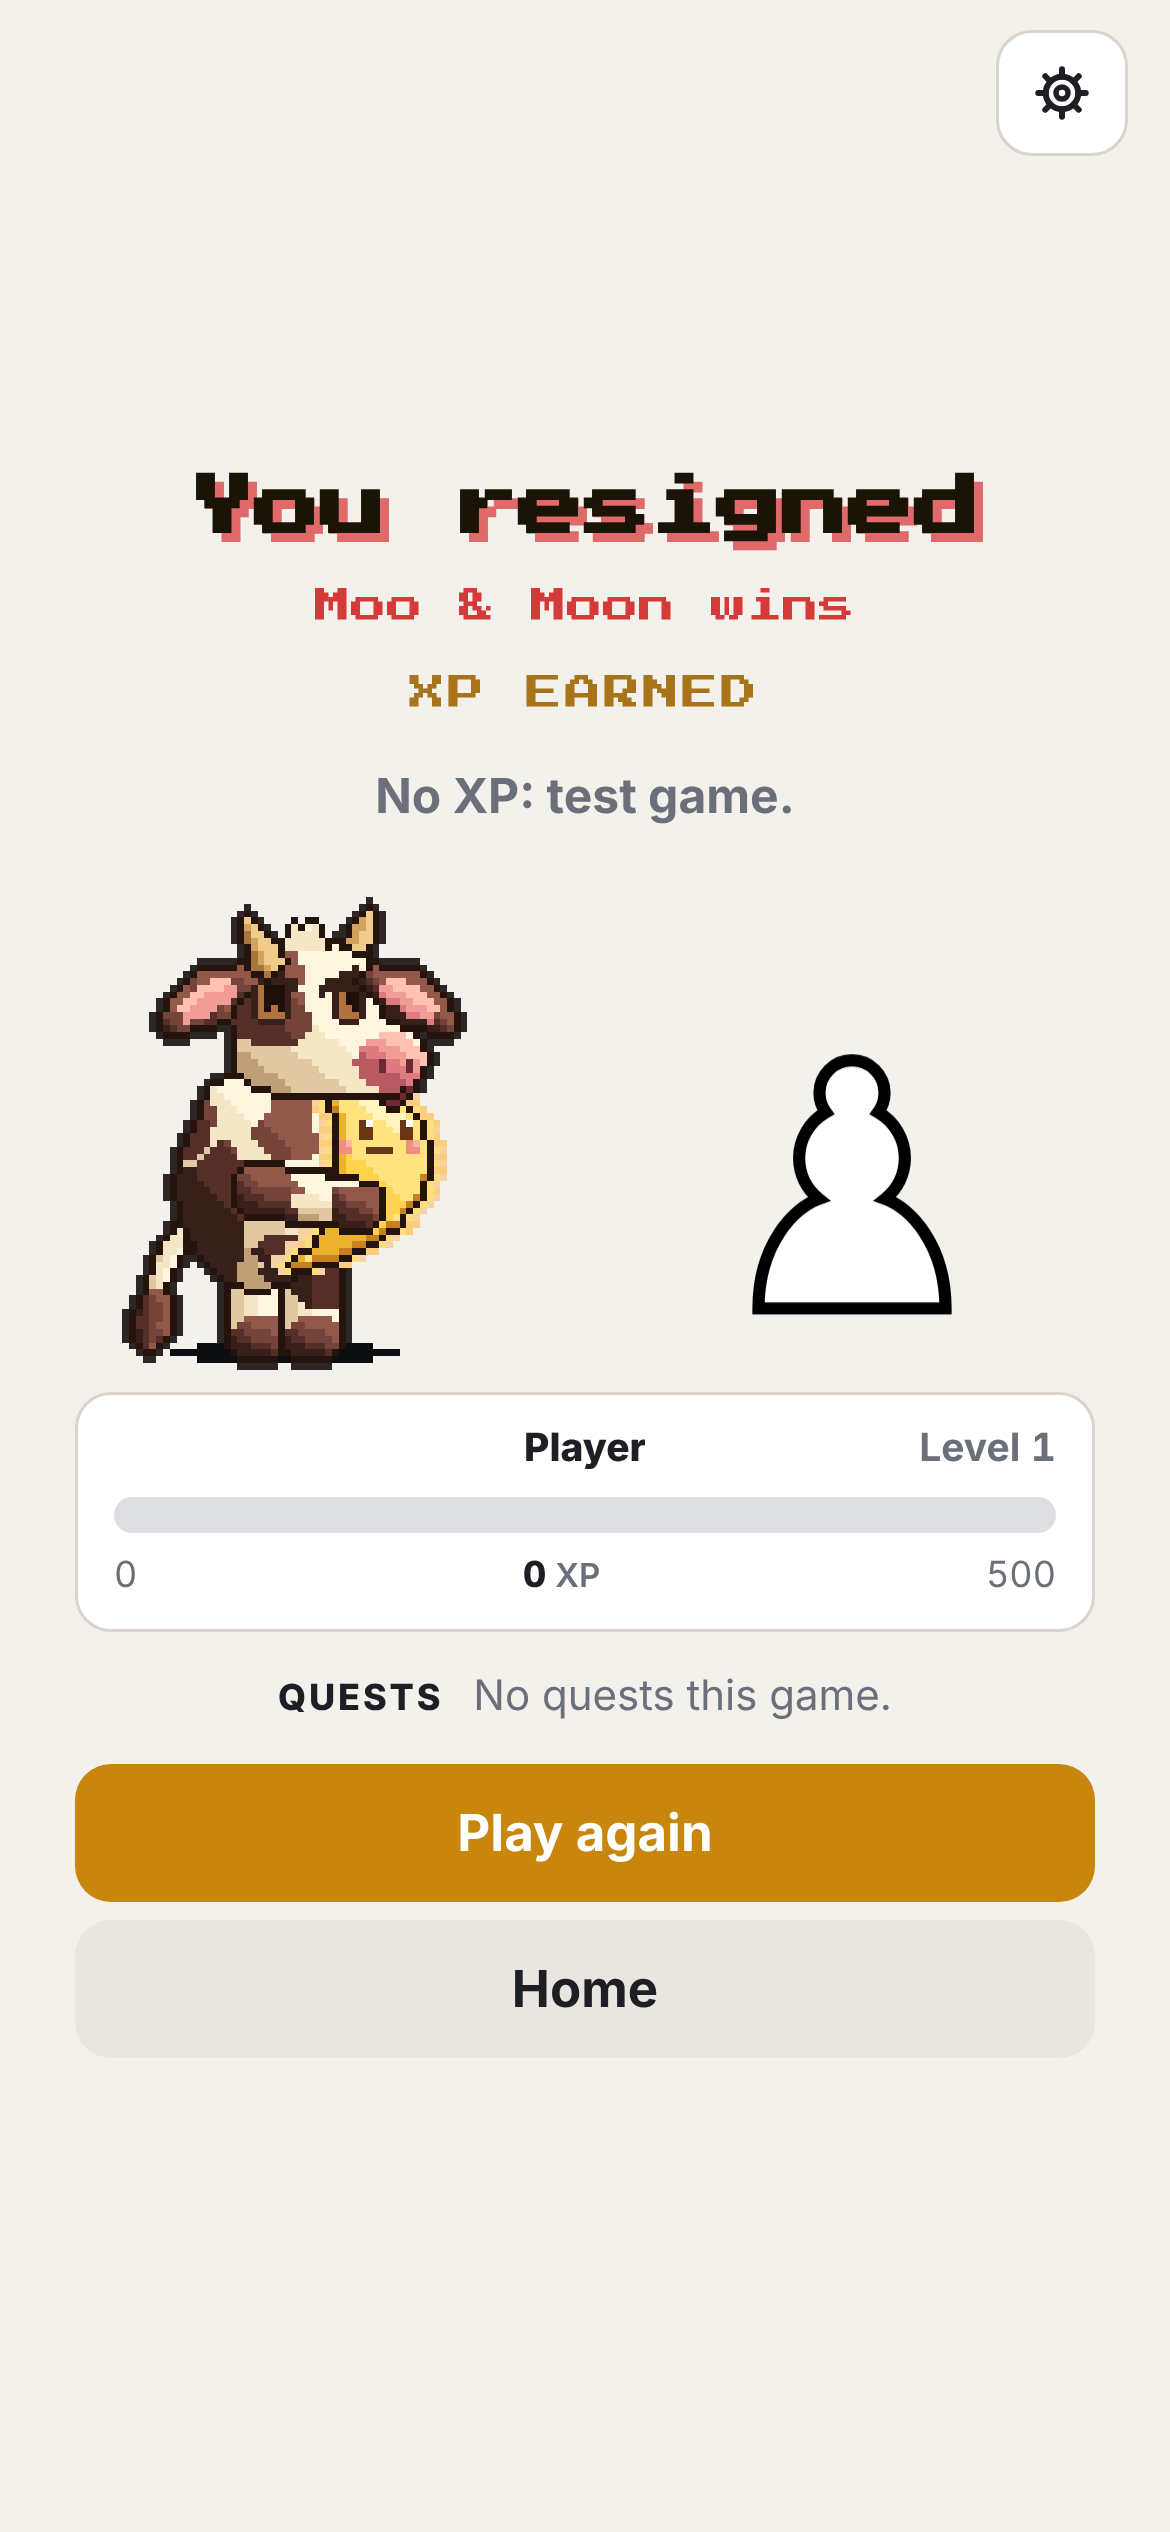 You resigned
Moo & Moon wins
XP EARNED
No XP: test game.
Player Level 1
0 0 XP 500
QUESTS No quests this game.
Play again
Home